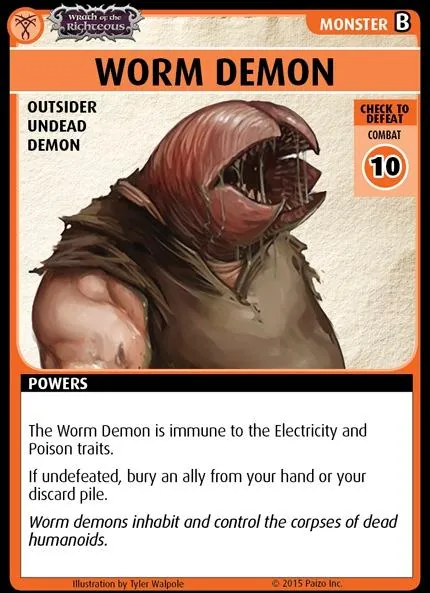 Wrath of the
Righteous
MONSTER B
WORM DEMON
OUTSIDER
UNDEAD
DEMON
CHECK TO
DEFEAT
COMBAT
10
POWERS
The Worm Demon is immune to the Electricity and
Poison traits.
If undefeated, bury an ally from your hand or your
discard pile.
Worm demons inhabit and control the corpses of dead
humanoids.
Illustration by Tyler Walpole © 2015 Paizo Inc.